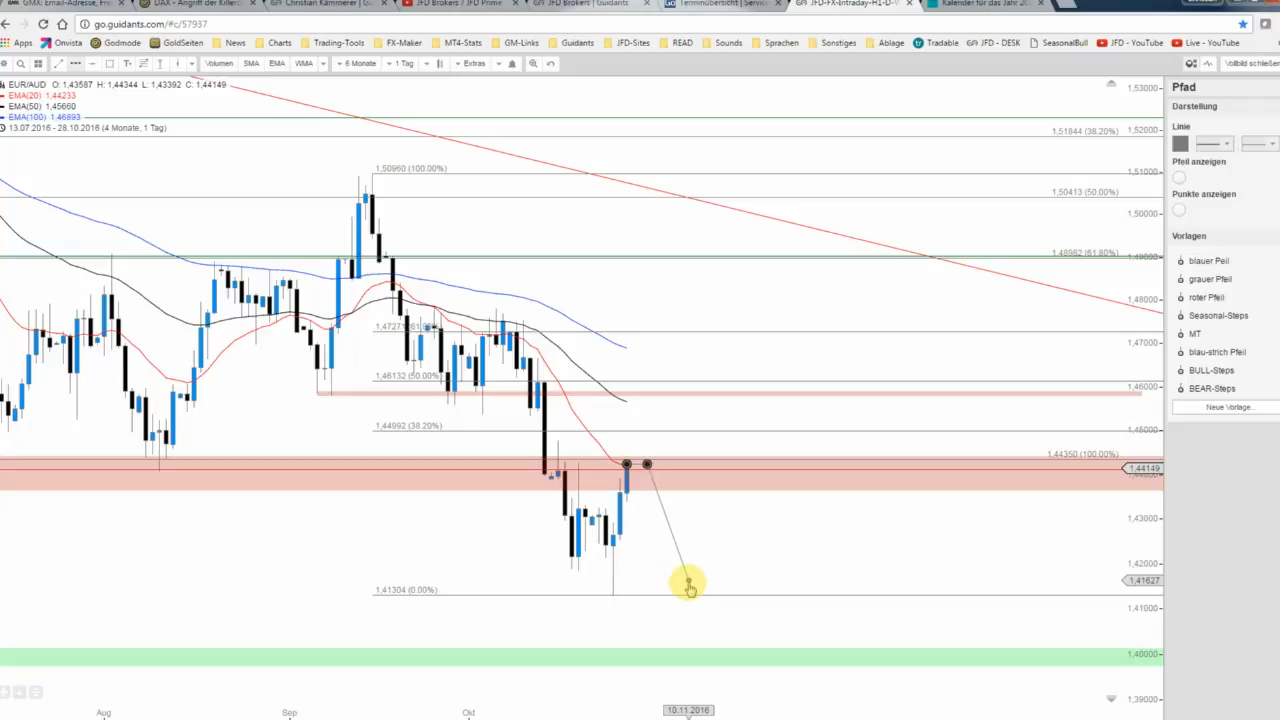 GMX: Email-Adresse, Fre
DAX - Angriff der Killerc
Christian Kämmerer | G
JFD Brokers / JFD Prime
JFD Brokers | Guidants
Terminübersicht | Servic
JFD-FX-Intraday-H1-D-W
Kalender für das Jahr 20
go.guidants.com/#c/57937
Apps
Onvista
Godmode
GoldSeiten
News
Charts
Trading-Tools
FX-Maker
MT4-Stats
GM-Links
Guidants
JFD-Sites
READ
Sounds
Sprachen
Sonstiges
Ablage
Tradable
JFD - DESK
SeasonalBull
JFD - YouTube
Live - YouTube
Volumen
SMA
EMA
WMA
6 Monate
1 Tag
Extras
Vollbild schließen
EUR/AUD O: 1,43587 H: 1,44344 L: 1,43392 C: 1,44149
EMA(20) 1,44233
EMA(50) 1,45660
EMA(100) 1,46893
13.07.2016 - 28.10.2016 (4 Monate, 1 Tag)
1,53000
1,52000
1,51844 (38.20%)
1,51000
1,50960 (100.00%)
1,50413 (50.00%)
1,50000
1,48982 (61.80%)
1,49000
1,48000
1,47271 (61.80%)
1,47000
1,46132 (50.00%)
1,46000
1,44992 (38.20%)
1,45000
1,44350 (100.00%)
1,44149
1,44000
1,43000
1,42000
1,41627
1,41304 (0.00%)
1,41000
1,40000
1,39000
Aug
Sep
Okt
10.11.2016
Pfad
Darstellung
Linie
Pfeil anzeigen
Punkte anzeigen
Vorlagen
blauer Peil
grauer Pfeil
roter Pfeil
Seasonal-Steps
MT
blau-strich Pfeil
BULL-Steps
BEAR-Steps
Neue Vorlage...